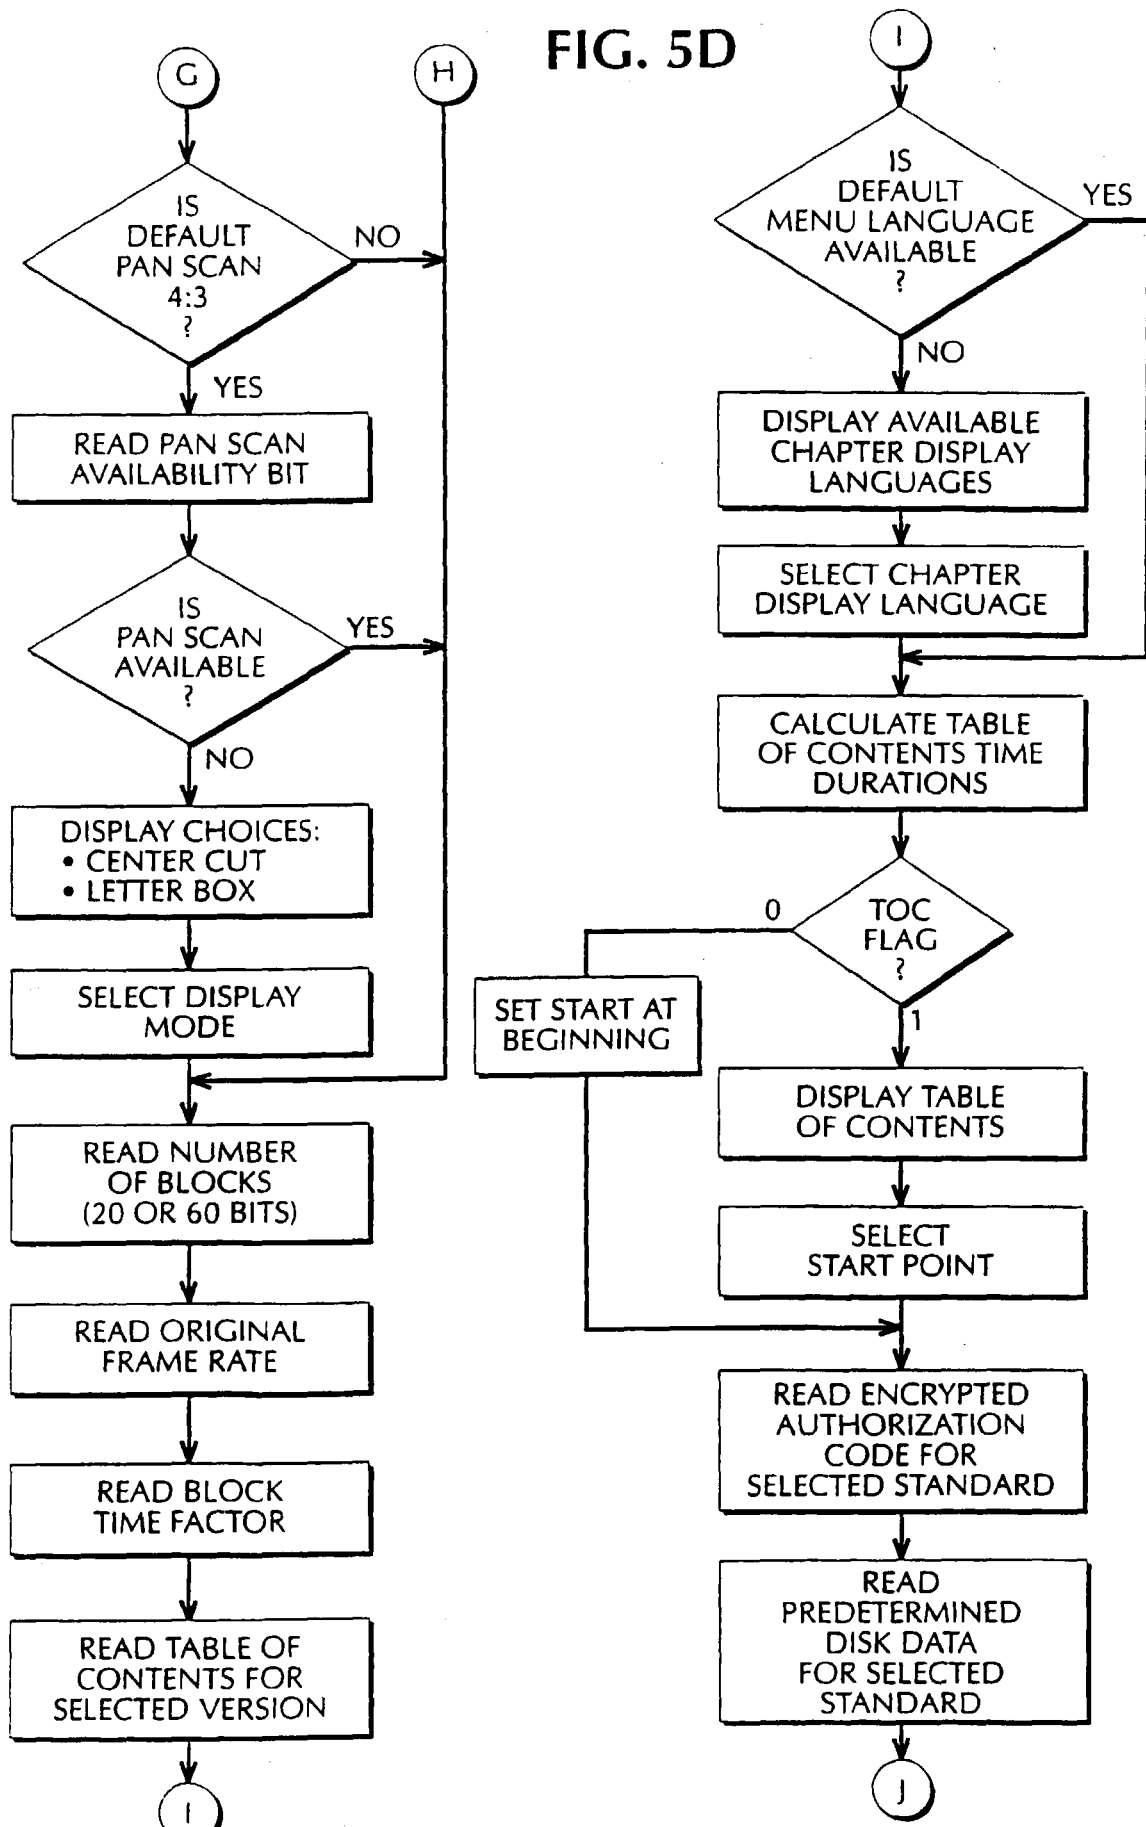 FIG. 5D
G
H
IS
DEFAULT
PAN SCAN
4:3
?
NO
YES
READ PAN SCAN
AVAILABILITY BIT
IS
PAN SCAN
AVAILABLE
?
YES
NO
DISPLAY CHOICES:
• CENTER CUT
• LETTER BOX
SELECT DISPLAY
MODE
READ NUMBER
OF BLOCKS
(20 OR 60 BITS)
READ ORIGINAL
FRAME RATE
READ BLOCK
TIME FACTOR
READ TABLE OF
CONTENTS FOR
SELECTED VERSION
I
I
IS
DEFAULT
MENU LANGUAGE
AVAILABLE
?
YES
NO
DISPLAY AVAILABLE
CHAPTER DISPLAY
LANGUAGES
SELECT CHAPTER
DISPLAY LANGUAGE
CALCULATE TABLE
OF CONTENTS TIME
DURATIONS
TOC
FLAG
?
0
1
SET START AT
BEGINNING
DISPLAY TABLE
OF CONTENTS
SELECT
START POINT
READ ENCRYPTED
AUTHORIZATION
CODE FOR
SELECTED STANDARD
READ
PREDETERMINED
DISK DATA
FOR SELECTED
STANDARD
J